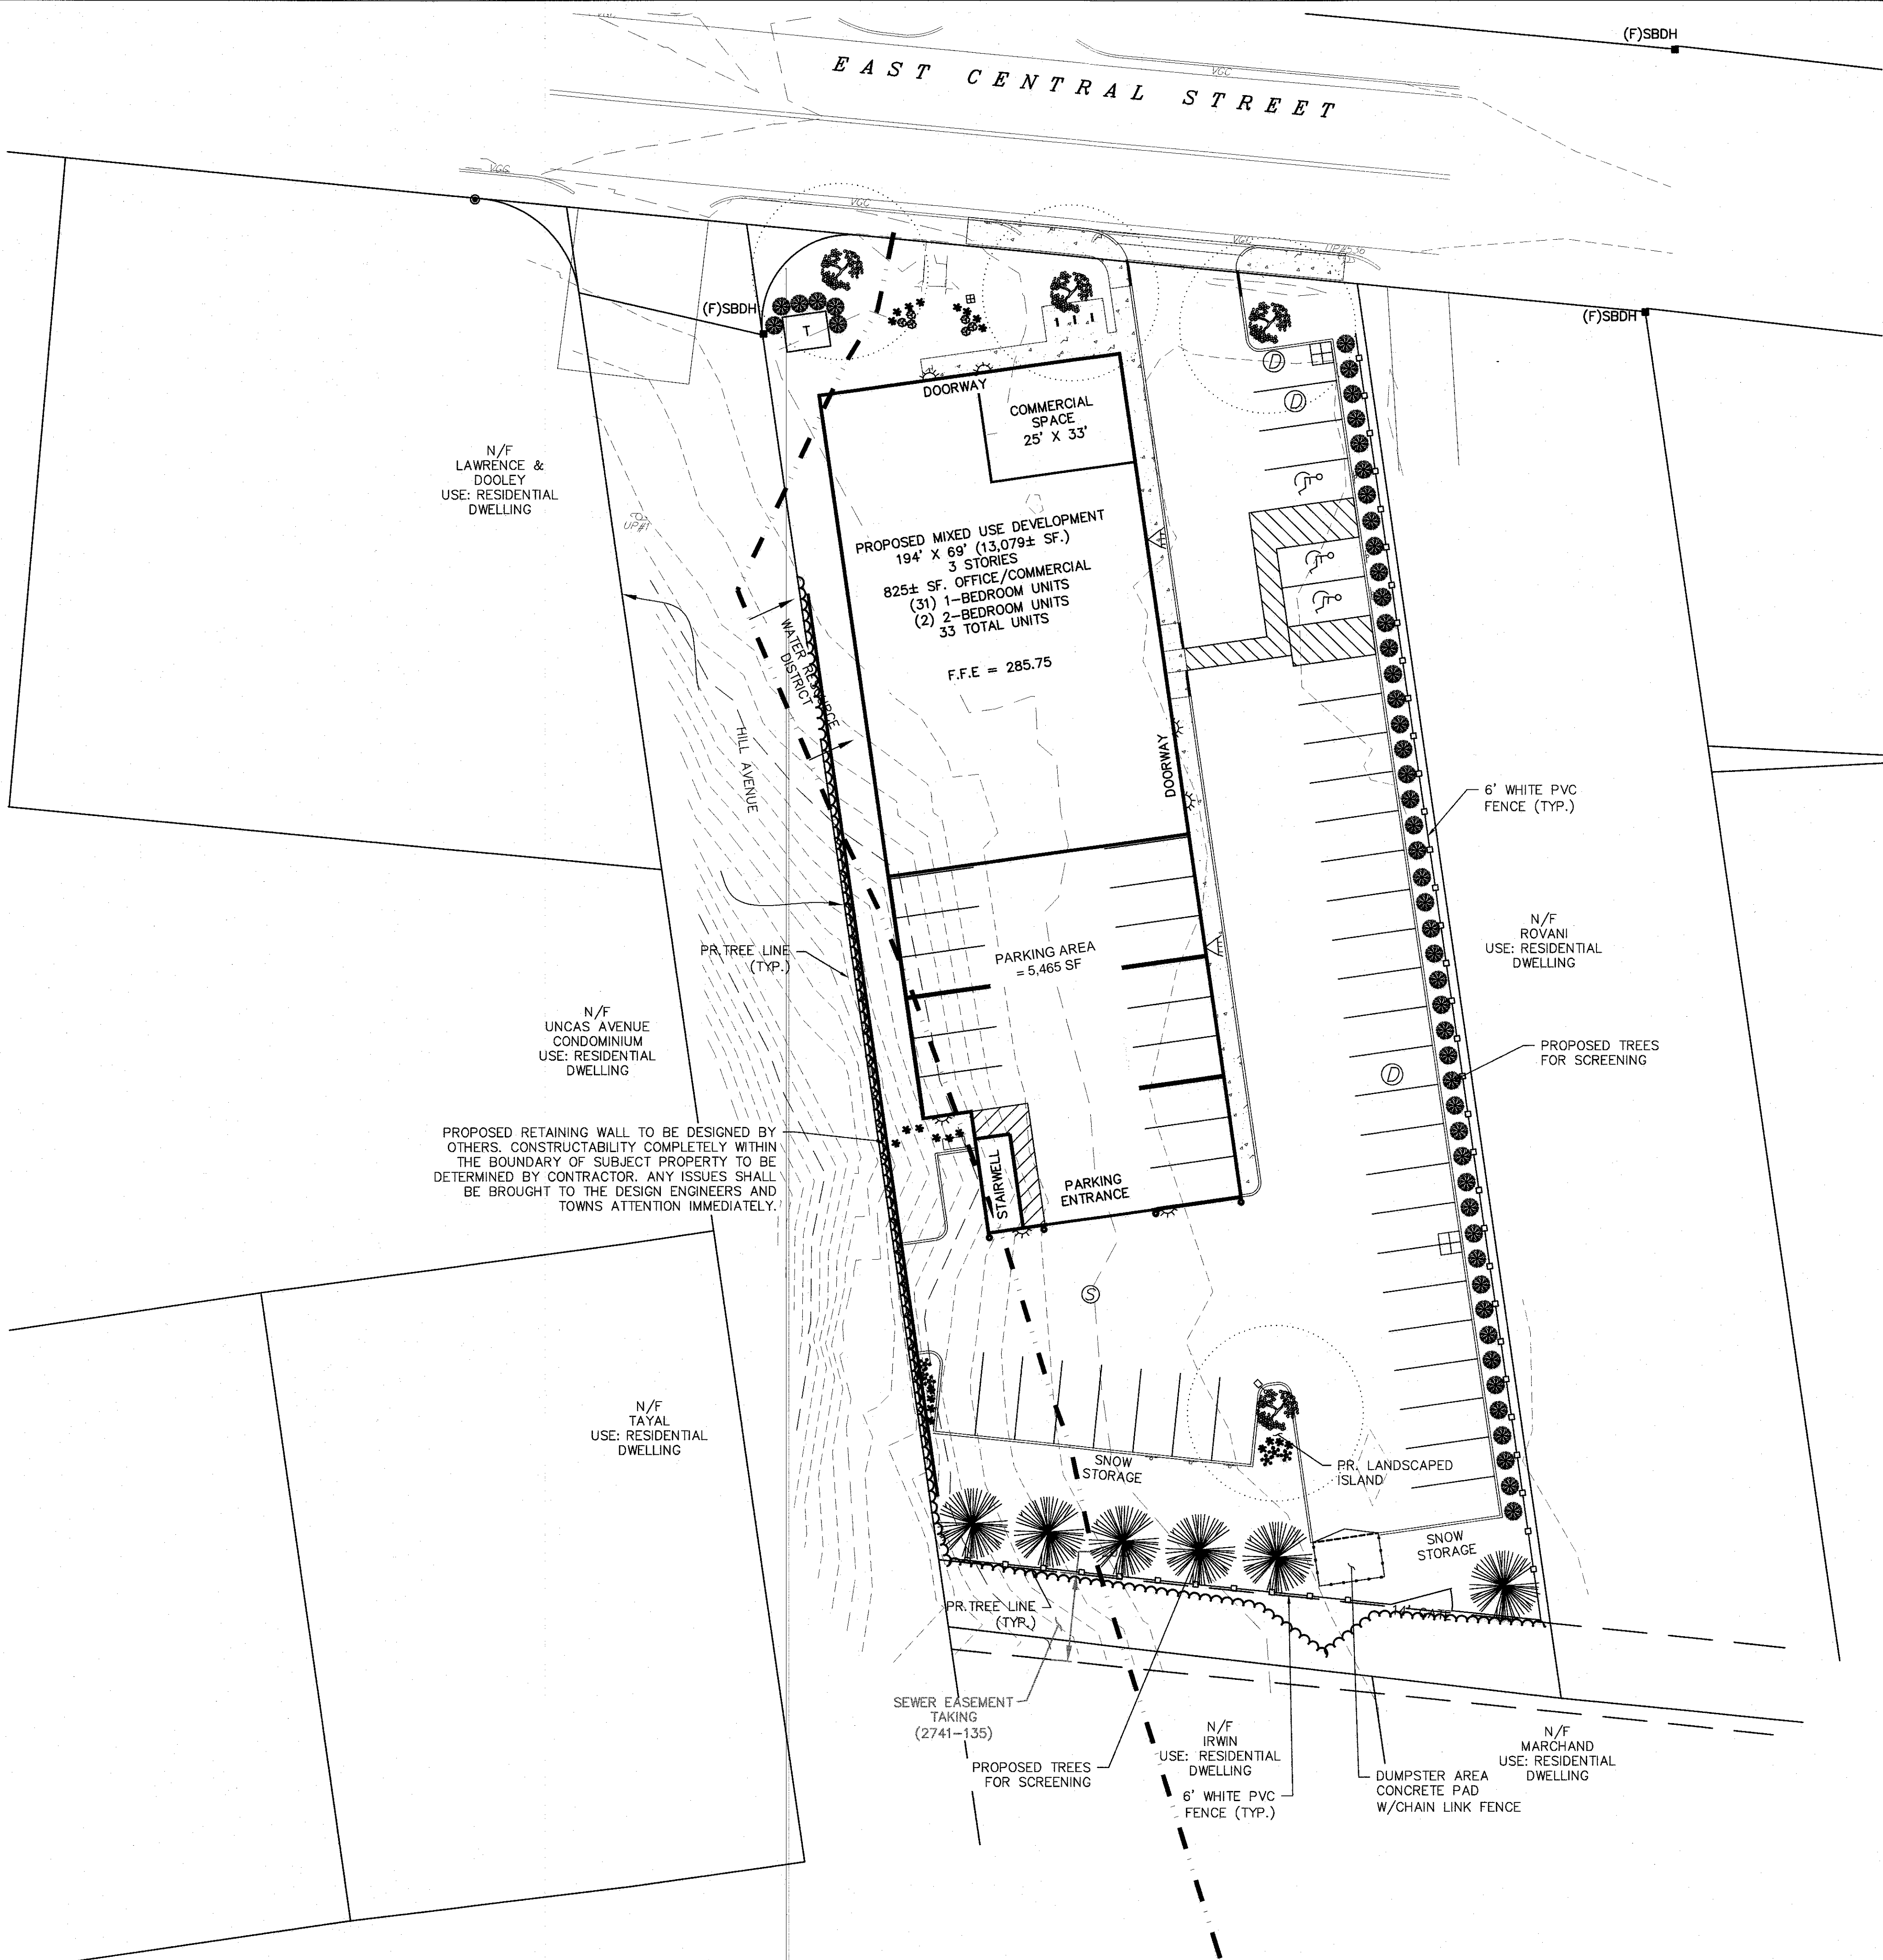 (F)SBDH
EAST CENTRAL STREET
VGC
VGC
VGC
VGC
(F)SBDH
(F)SBDH
T
D
D
DOORWAY
COMMERCIAL
SPACE
25' X 33'
N/F
LAWRENCE &
DOOLEY
USE: RESIDENTIAL
DWELLING
UP#1
PROPOSED MIXED USE DEVELOPMENT
194' X 69' (13,079± SF.)
3 STORIES
825± SF. OFFICE/COMMERCIAL
(31) 1-BEDROOM UNITS
(2) 2-BEDROOM UNITS
33 TOTAL UNITS
F.F.E = 285.75
WATER RESOURCE
DISTRICT
HILL AVENUE
DOORWAY
6' WHITE PVC
FENCE (TYP.)
PR.TREE LINE
(TYP.)
PARKING AREA
= 5,465 SF
N/F
ROVANI
USE: RESIDENTIAL
DWELLING
N/F
UNCAS AVENUE
CONDOMINIUM
USE: RESIDENTIAL
DWELLING
PROPOSED TREES
FOR SCREENING
D
PROPOSED RETAINING WALL TO BE DESIGNED BY
OTHERS. CONSTRUCTABILITY COMPLETELY WITHIN
THE BOUNDARY OF SUBJECT PROPERTY TO BE
DETERMINED BY CONTRACTOR. ANY ISSUES SHALL
BE BROUGHT TO THE DESIGN ENGINEERS AND
TOWNS ATTENTION IMMEDIATELY.
STAIRWELL
PARKING
ENTRANCE
S
N/F
TAYAL
USE: RESIDENTIAL
DWELLING
SNOW
STORAGE
P.R. LANDSCAPED
ISLAND
SNOW
STORAGE
PR.TREE LINE
(TYP.)
14' GATE
SEWER EASEMENT
TAKING
(2741-135)
N/F
IRWIN
USE: RESIDENTIAL
DWELLING
N/F
MARCHAND
USE: RESIDENTIAL
DWELLING
PROPOSED TREES
FOR SCREENING
6' WHITE PVC
FENCE (TYP.)
DUMPSTER AREA
CONCRETE PAD
W/CHAIN LINK FENCE